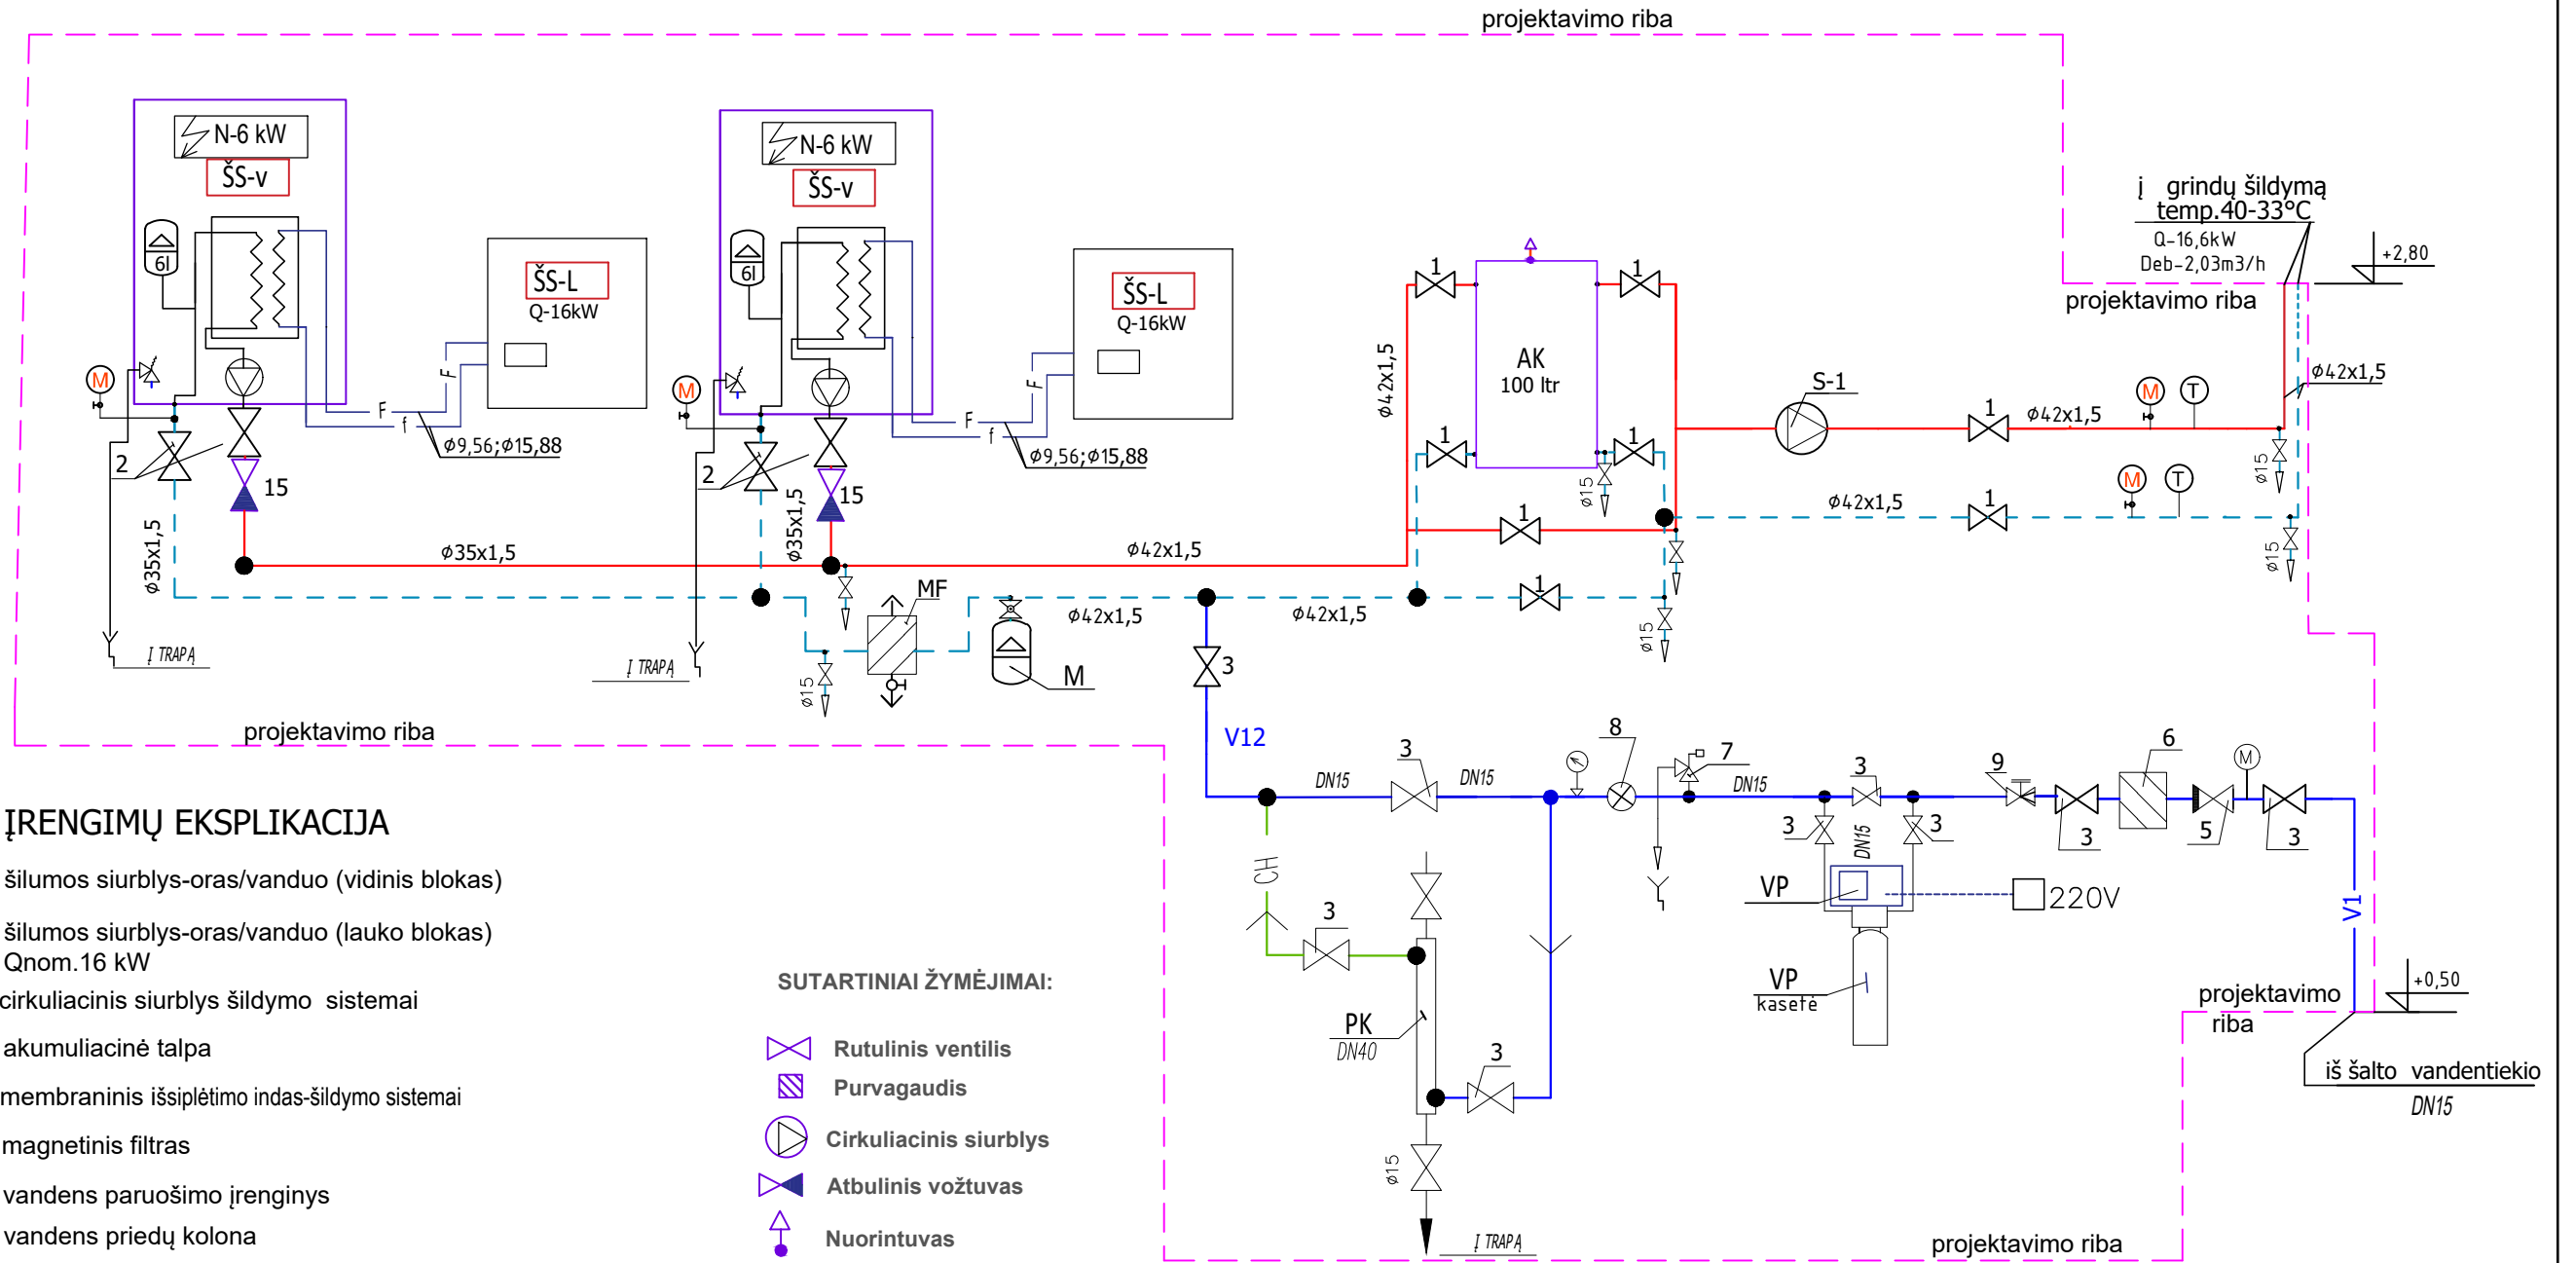 projektavimo riba
N-6 kW
ŠS-v
6l
M
2
15
ŠS-L
Q-16kW
F
F
f
ϕ9,56;ϕ15,88
ϕ35x1,5
ϕ35x1,5
Į TRAPĄ
N-6 kW
ŠS-v
6l
M
2
15
ŠS-L
Q-16kW
F
F
f
ϕ9,56;ϕ15,88
ϕ35x1,5
ϕ42x1,5
Į TRAPĄ
ϕ15
MF
M
ϕ42x1,5
ϕ42x1,5
ϕ42x1,5
1
1
AK
100 ltr
1
1
ϕ15
1
1
ϕ15
S-1
1
ϕ42x1,5
M
T
ϕ15
ϕ42x1,5
1
M
T
ϕ15
į grindų šildymą
temp.40-33°C
Q-16,6kW
Deb-2,03m3/h
+2,80
projektavimo riba
ϕ42x1,5
projektavimo riba
3
V12
DN15
3
DN15
8
7
DN15
3
9
3
6
5
M
3
V1
3
DN15
3
VP
220V
VP
kasetė
CH
3
PK
DN40
3
ϕ15
Į TRAPĄ
projektavimo riba
projektavimo
riba
+0,50
iš šalto vandentiekio
DN15
ĮRENGIMŲ EKSPLIKACIJA
šilumos siurblys-oras/vanduo (vidinis blokas)
šilumos siurblys-oras/vanduo (lauko blokas)
Qnom.16 kW
cirkuliacinis siurblys šildymo sistemai
akumuliacinė talpa
membraninis išsiplėtimo indas-šildymo sistemai
magnetinis filtras
vandens paruošimo įrenginys
vandens priedų kolona
SUTARTINIAI ŽYMĖJIMAI:
Rutulinis ventilis
Purvagaudis
Cirkuliacinis siurblys
Atbulinis vožtuvas
Nuorintuvas